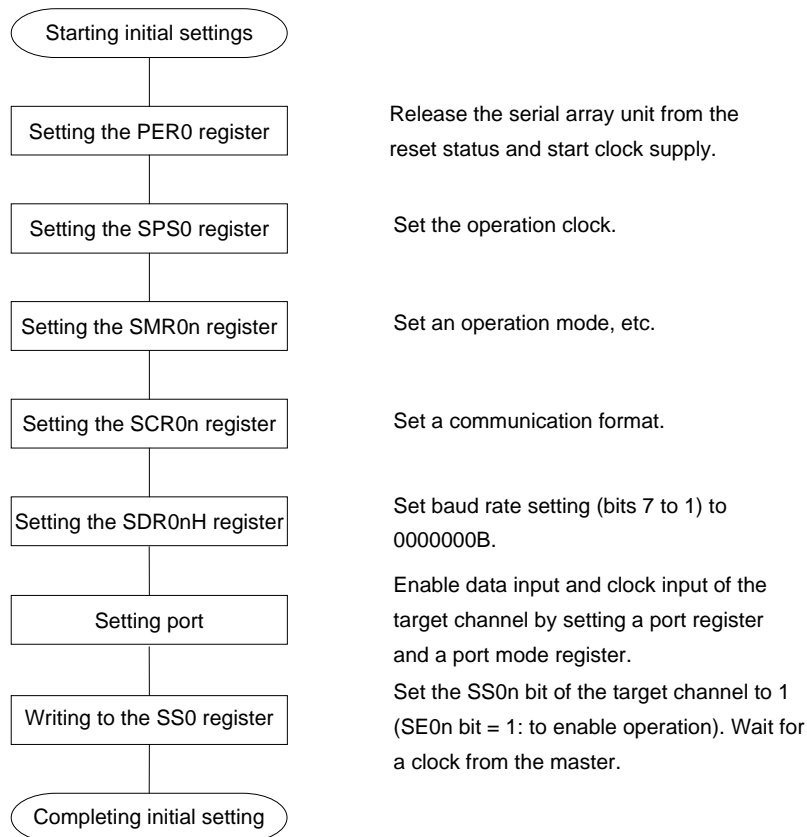 Starting initial settings
Setting the PER0 register
Release the serial array unit from the
reset status and start clock supply.
Setting the SPS0 register
Set the operation clock.
Setting the SMR0n register
Set an operation mode, etc.
Setting the SCR0n register
Set a communication format.
Setting the SDR0nH register
Set baud rate setting (bits 7 to 1) to
0000000B.
Setting port
Enable data input and clock input of the
target channel by setting a port register
and a port mode register.
Writing to the SS0 register
Set the SS0n bit of the target channel to 1
(SE0n bit = 1: to enable operation). Wait for
a clock from the master.
Completing initial setting